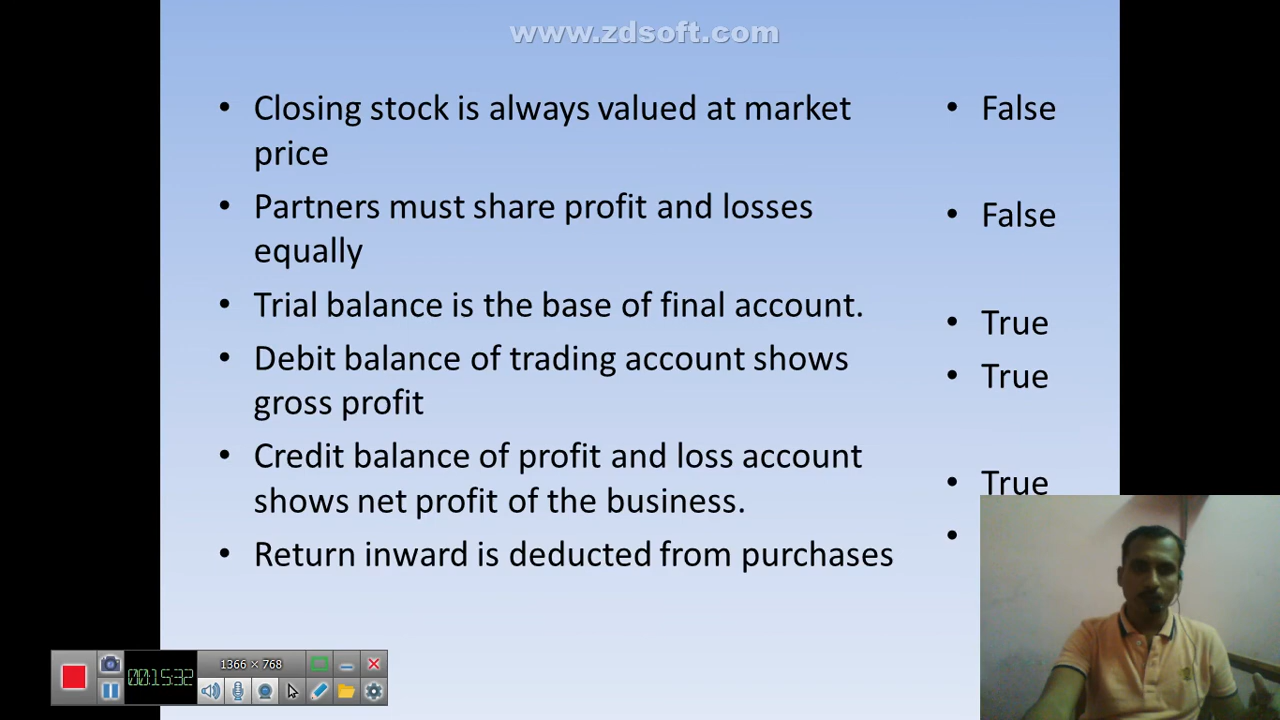 www.zdsoft.com
• Closing stock is always valued at market
price
• False
• Partners must share profit and losses
equally
• False
• Trial balance is the base of final account.
• True
• Debit balance of trading account shows
gross profit
• True
• Credit balance of profit and loss account
shows net profit of the business.
• True
• Return inward is deducted from purchases
•
1366 × 768
00:15:32